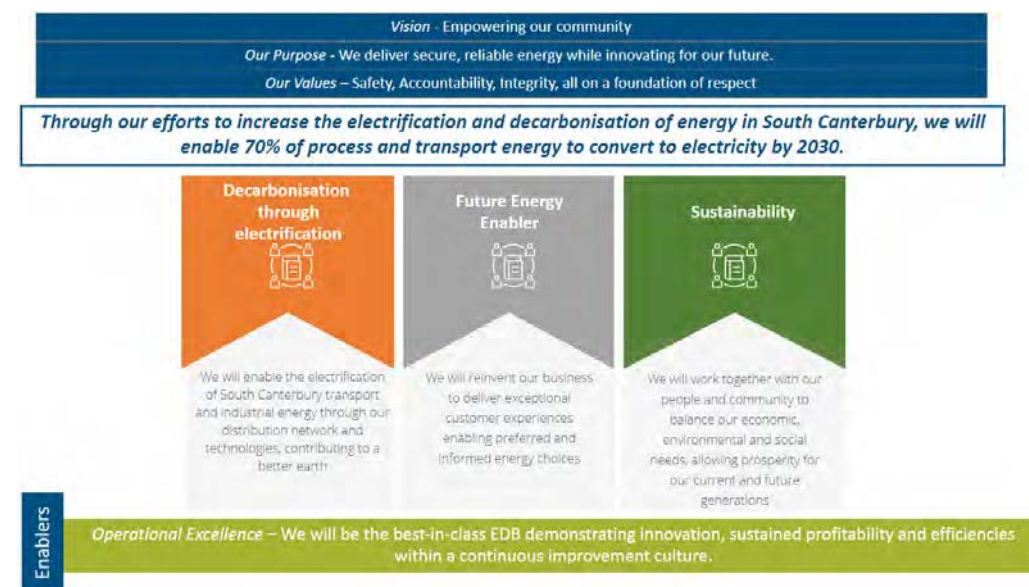 Vision - Empowering our community
Our Purpose - We deliver secure, reliable energy while innovating for our future.
Our Values – Safety, Accountability, Integrity, all on a foundation of respect
Through our efforts to increase the electrification and decarbonisation of energy in South Canterbury, we will
enable 70% of process and transport energy to convert to electricity by 2030.
Decarbonisation
through
electrification
We will enable the electrification
of South Canterbury transport
and industrial energy through our
distribution network and
technologies, contributing to a
better earth
Future Energy
Enabler
We will reinvent our business
to deliver exceptional
customer experiences
enabling preferred and
informed energy choices
Sustainability
We will work together with our
people and community to
balance our economic,
environmental and social
needs, allowing prosperity for
our current and future
generations
Enablers
Operational Excellence – We will be the best-in-class EDB demonstrating innovation, sustained profitability and efficiencies
within a continuous improvement culture.